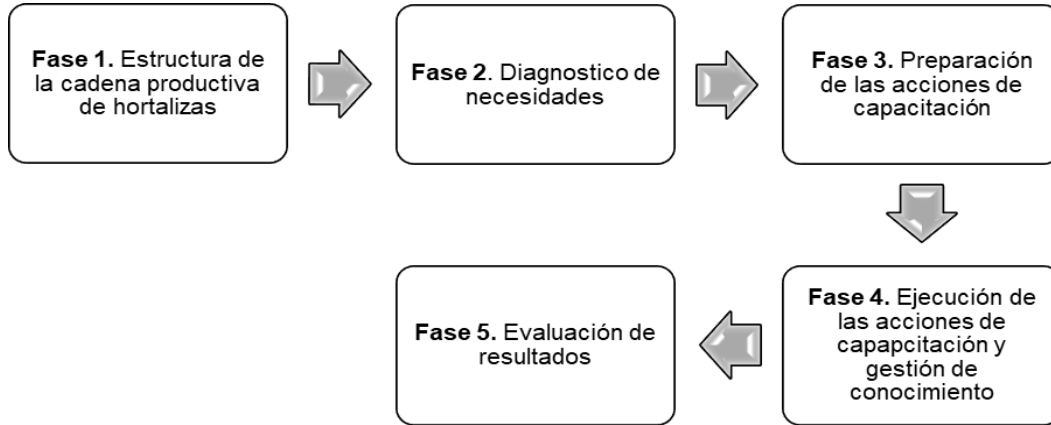 Fase 1. Estructura de
la cadena productiva
de hortalizas
Fase 2. Diagnostico de
necesidades
Fase 3. Preparación
de las acciones de
capacitación
Fase 4. Ejecución de
las acciones de
capapcitación y
gestión de
conocimiento
Fase 5. Evaluación de
resultados